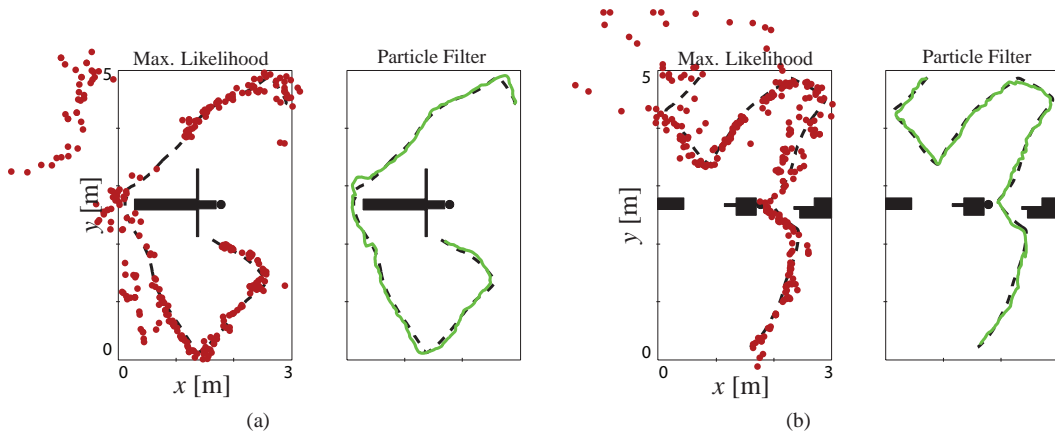 Max. Likelihood
Particle Filter
5
y [m]
0
0
3
x [m]
(a)
Max. Likelihood
Particle Filter
5
y [m]
0
0
3
x [m]
(b)